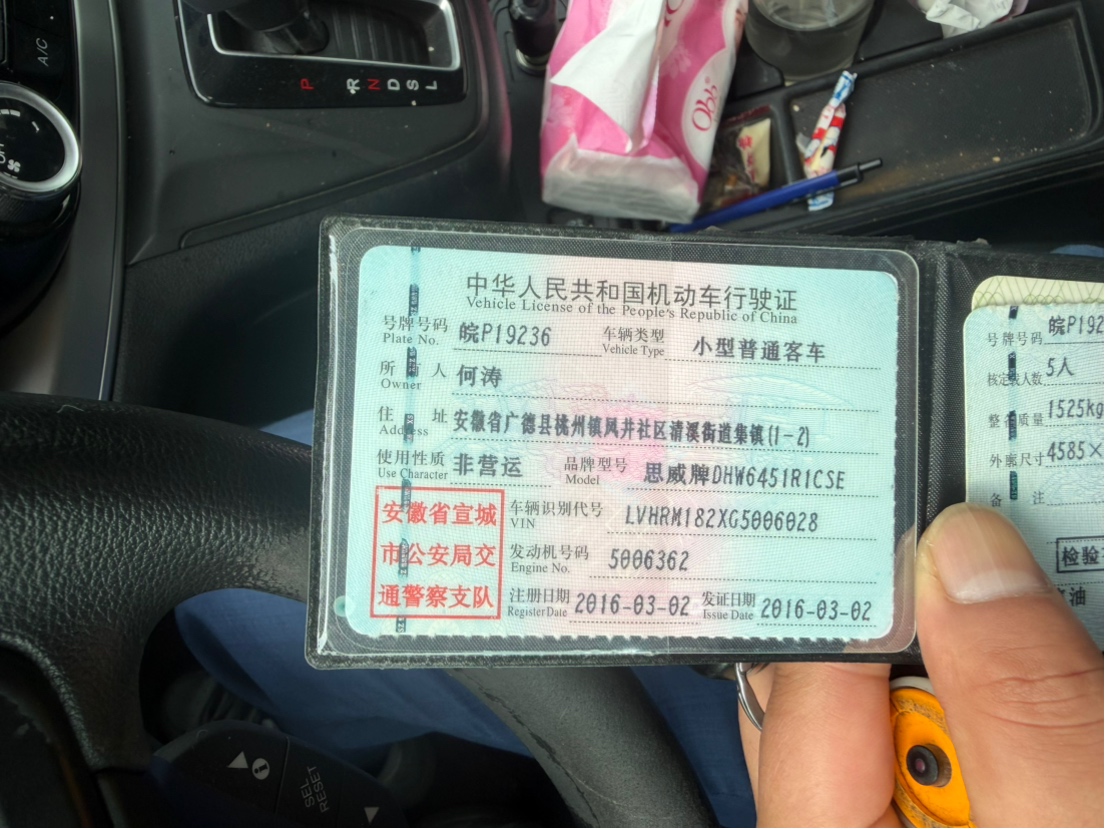 A/C
P R N D S L
Obb
中华人民共和国机动车行驶证
Vehicle License of the People's Republic of China
号牌号码 皖P19236 车辆类型 小型普通客车
Plate No. Vehicle Type
所有人 何涛
Owner
住址 安徽省广德县桃州镇凤井社区清溪街道集镇(1-2)
Address
使用性质 非营运 品牌型号 思威牌DHW6451R1CSE
Use Character Model
安徽省宣城
市公安局交
通警察支队
车辆识别代号 LVHRM182XG5006028
VIN
发动机号码 5006362
Engine No.
注册日期 2016-03-02 发证日期 2016-03-02
Register Date Issue Date
号牌号码 皖P192
核定载人数 5人
整备质量 1525kg
外廓尺寸 4585×
备注
检验
油
SEL
RESET